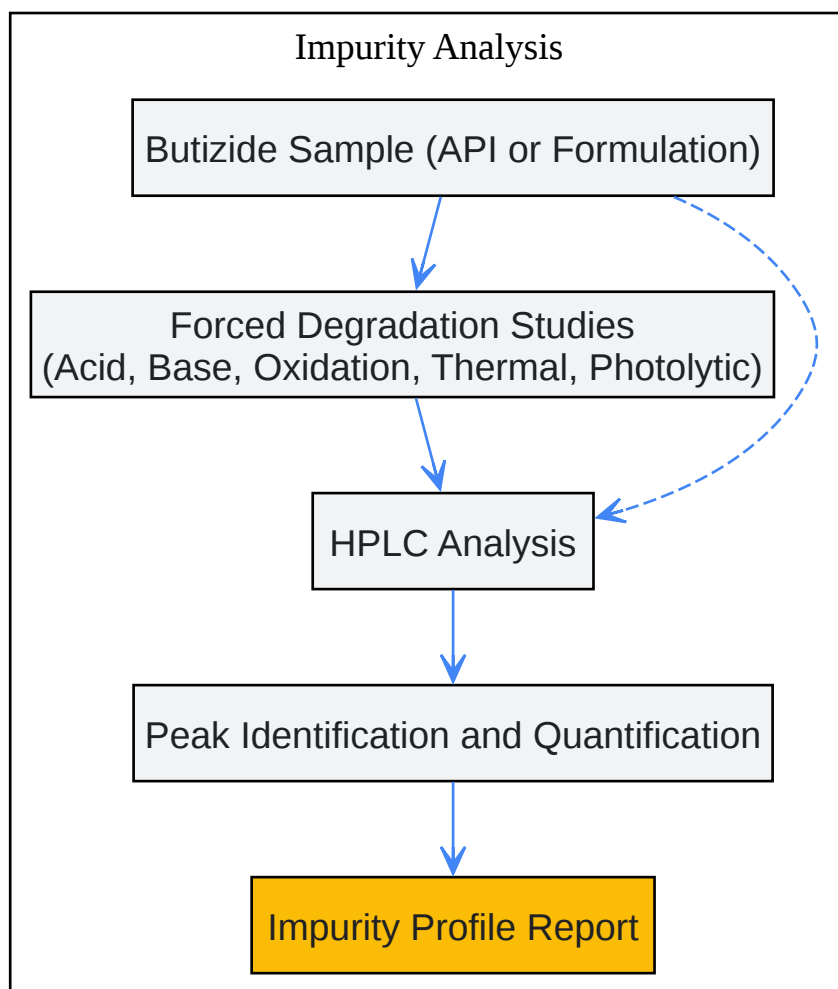 Impurity Analysis
Butizide Sample (API or Formulation)
Forced Degradation Studies
(Acid, Base, Oxidation, Thermal, Photolytic)
HPLC Analysis
Peak Identification and Quantification
Impurity Profile Report